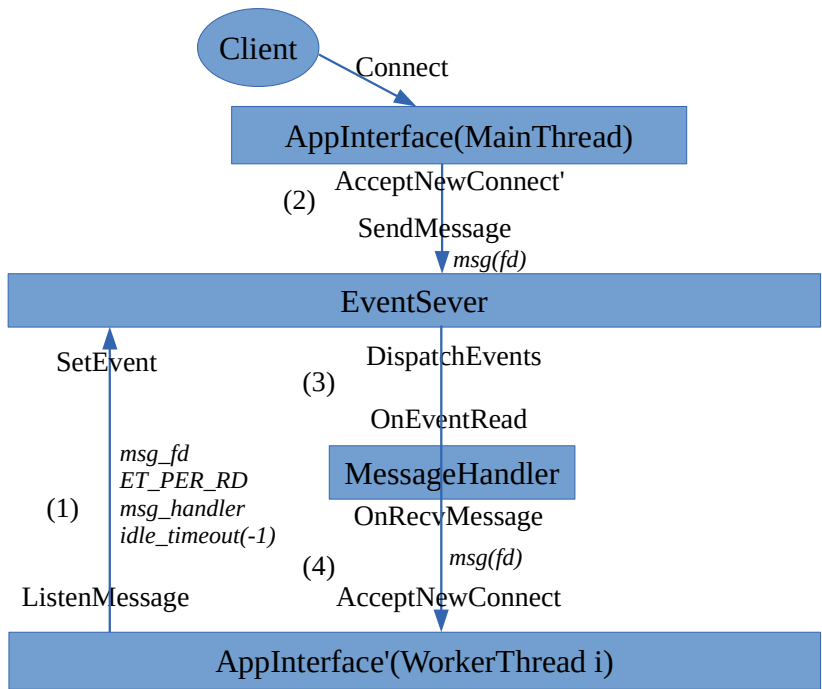 Client
Connect
AppInterface(MainThread)
AcceptNewConnect'
(2)
SendMessage
msg(fd)
EventSever
SetEvent
DispatchEvents
(3)
OnEventRead
msg_fd
ET_PER_RD
msg_handler
idle_timeout(-1)
(1)
MessageHandler
OnRecvMessage
msg(fd)
(4)
ListenMessage
AcceptNewConnect
AppInterface'(WorkerThread i)